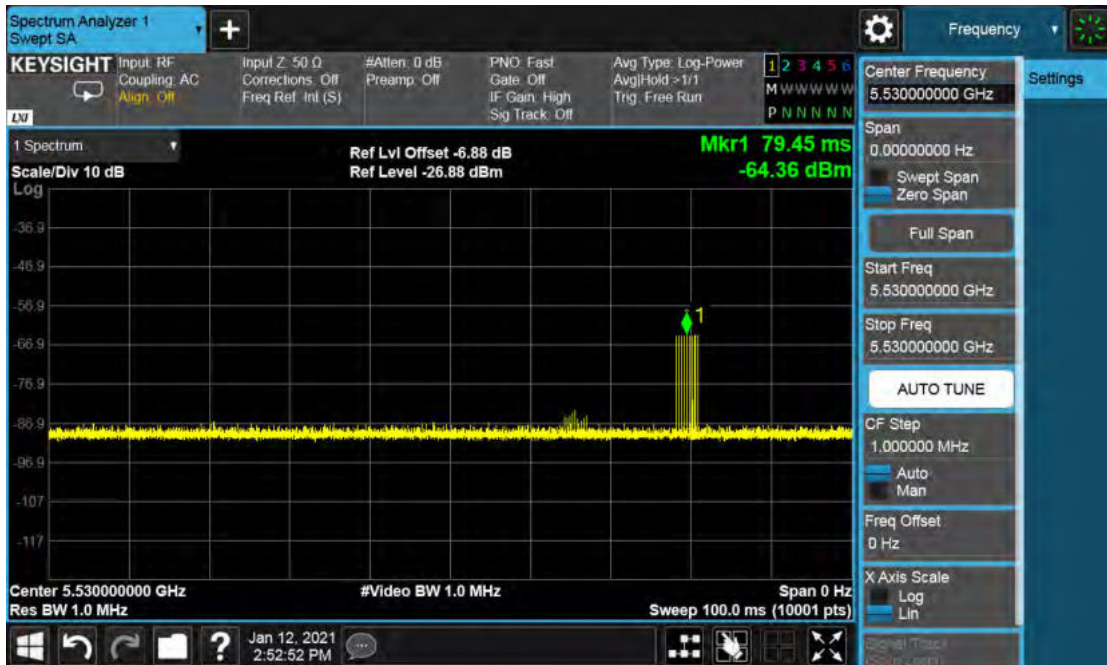 Spectrum Analyzer 1
Swept SA
+
Frequency
KEYSIGHT
LXI
Input: RF
Coupling: AC
Align: Off
Input Z: 50 Ω
Corrections: Off
Freq Ref: Int (S)
#Atten: 0 dB
Preamp: Off
PNO: Fast
Gate: Off
IF Gain: High
Sig Track: Off
Avg Type: Log-Power
Avg|Hold >1/1
Trig: Free Run
1 2 3 4 5 6
M W W W W W W
P N N N N N N
1 Spectrum
Scale/Div 10 dB
Ref Lvl Offset -6.88 dB
Ref Level -26.88 dBm
Mkr1 79.45 ms
-64.36 dBm
Log
-36.9
-46.9
-56.9
-66.9
-76.9
-86.9
-96.9
-107
-117
1
Center 5.530000000 GHz
Res BW 1.0 MHz
#Video BW 1.0 MHz
Span 0 Hz
Sweep 100.0 ms (10001 pts)
?
Jan 12, 2021
2:52:52 PM
Center Frequency
5.530000000 GHz
Span
0.00000000 Hz
Swept Span
Zero Span
Full Span
Start Freq
5.530000000 GHz
Stop Freq
5.530000000 GHz
AUTO TUNE
CF Step
1.000000 MHz
Auto
Man
Freq Offset
0 Hz
X Axis Scale
Log
Lin
Signal Track
Settings